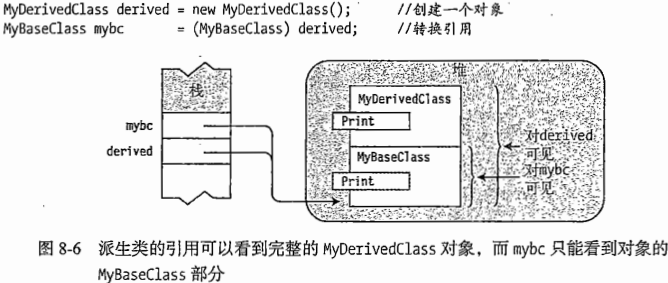 MyDerivedClass derived = new MyDerivedClass(); //创建一个对象
MyBaseClass mybc = (MyBaseClass) derived; //转换引用
栈
堆
mybc
derived
MyDerivedClass
Print
MyBaseClass
Print
对derived
可见
对mybc
可见
图 8-6 派生类的引用可以看到完整的 MyDerivedClass 对象，而 mybc 只能看到对象的
MyBaseClass 部分